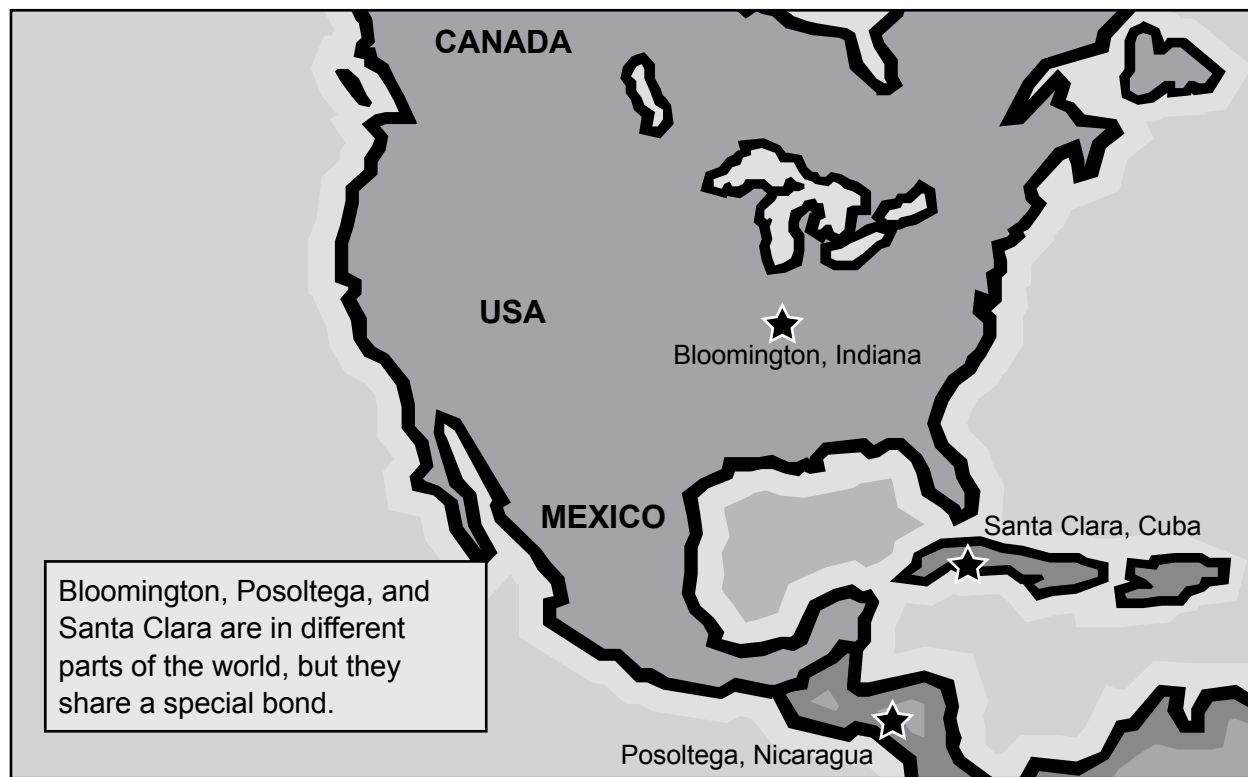 CANADA
USA
Bloomington, Indiana
MEXICO
Santa Clara, Cuba
Bloomington, Posoltega, and
Santa Clara are in different
parts of the world, but they
share a special bond.
Posoltega, Nicaragua